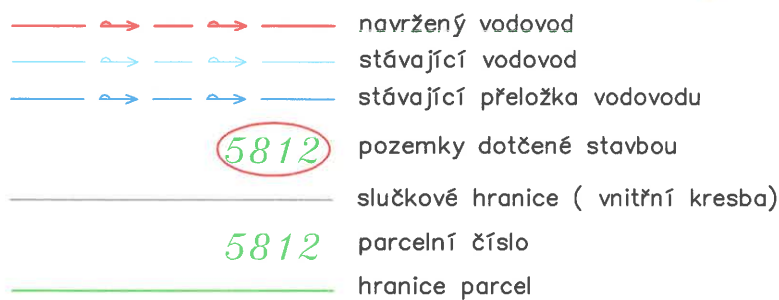 navržený vodovod
stávající vodovod
stávající přeložka vodovodu
5812 pozemky dotčené stavbou
slučkové hranice ( vnitřní kresba)
5812 parcelní číslo
hranice parcel